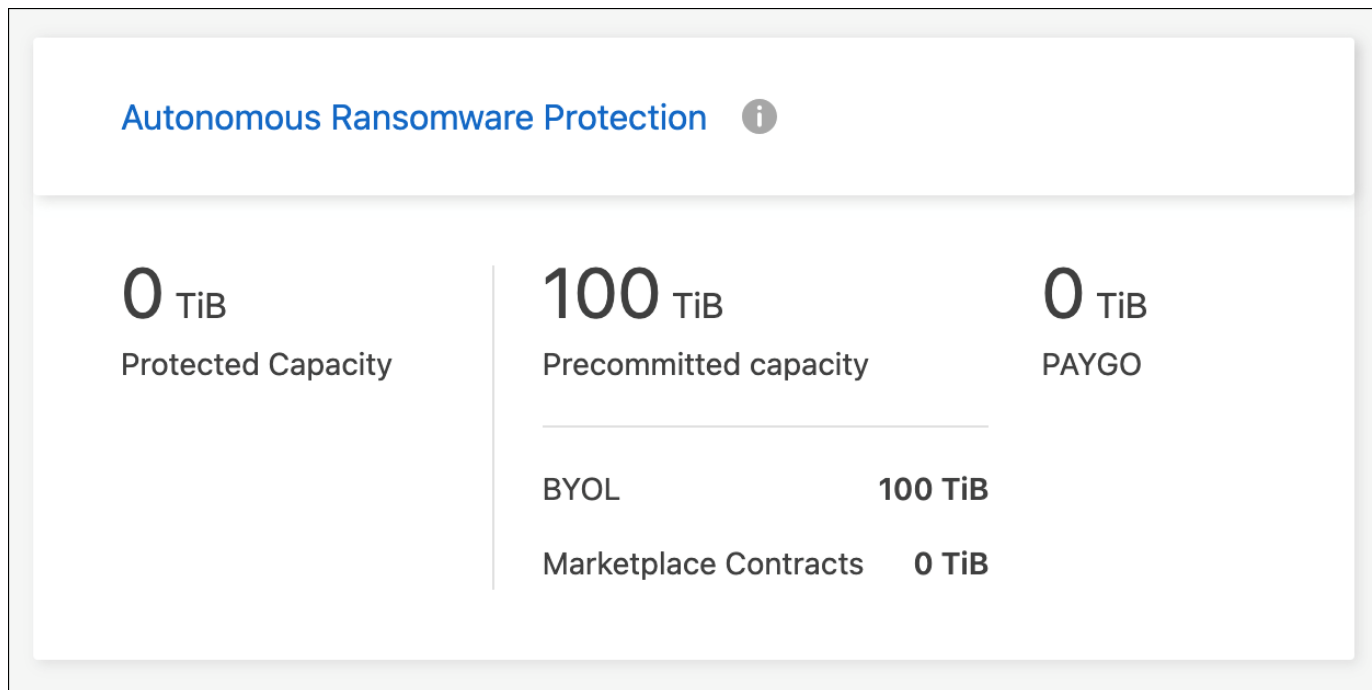 Autonomous Ransomware Protection
0 TiB
Protected Capacity
100 TiB
Precommitted capacity
BYOL 100 TiB
Marketplace Contracts 0 TiB
0 TiB
PAYGO